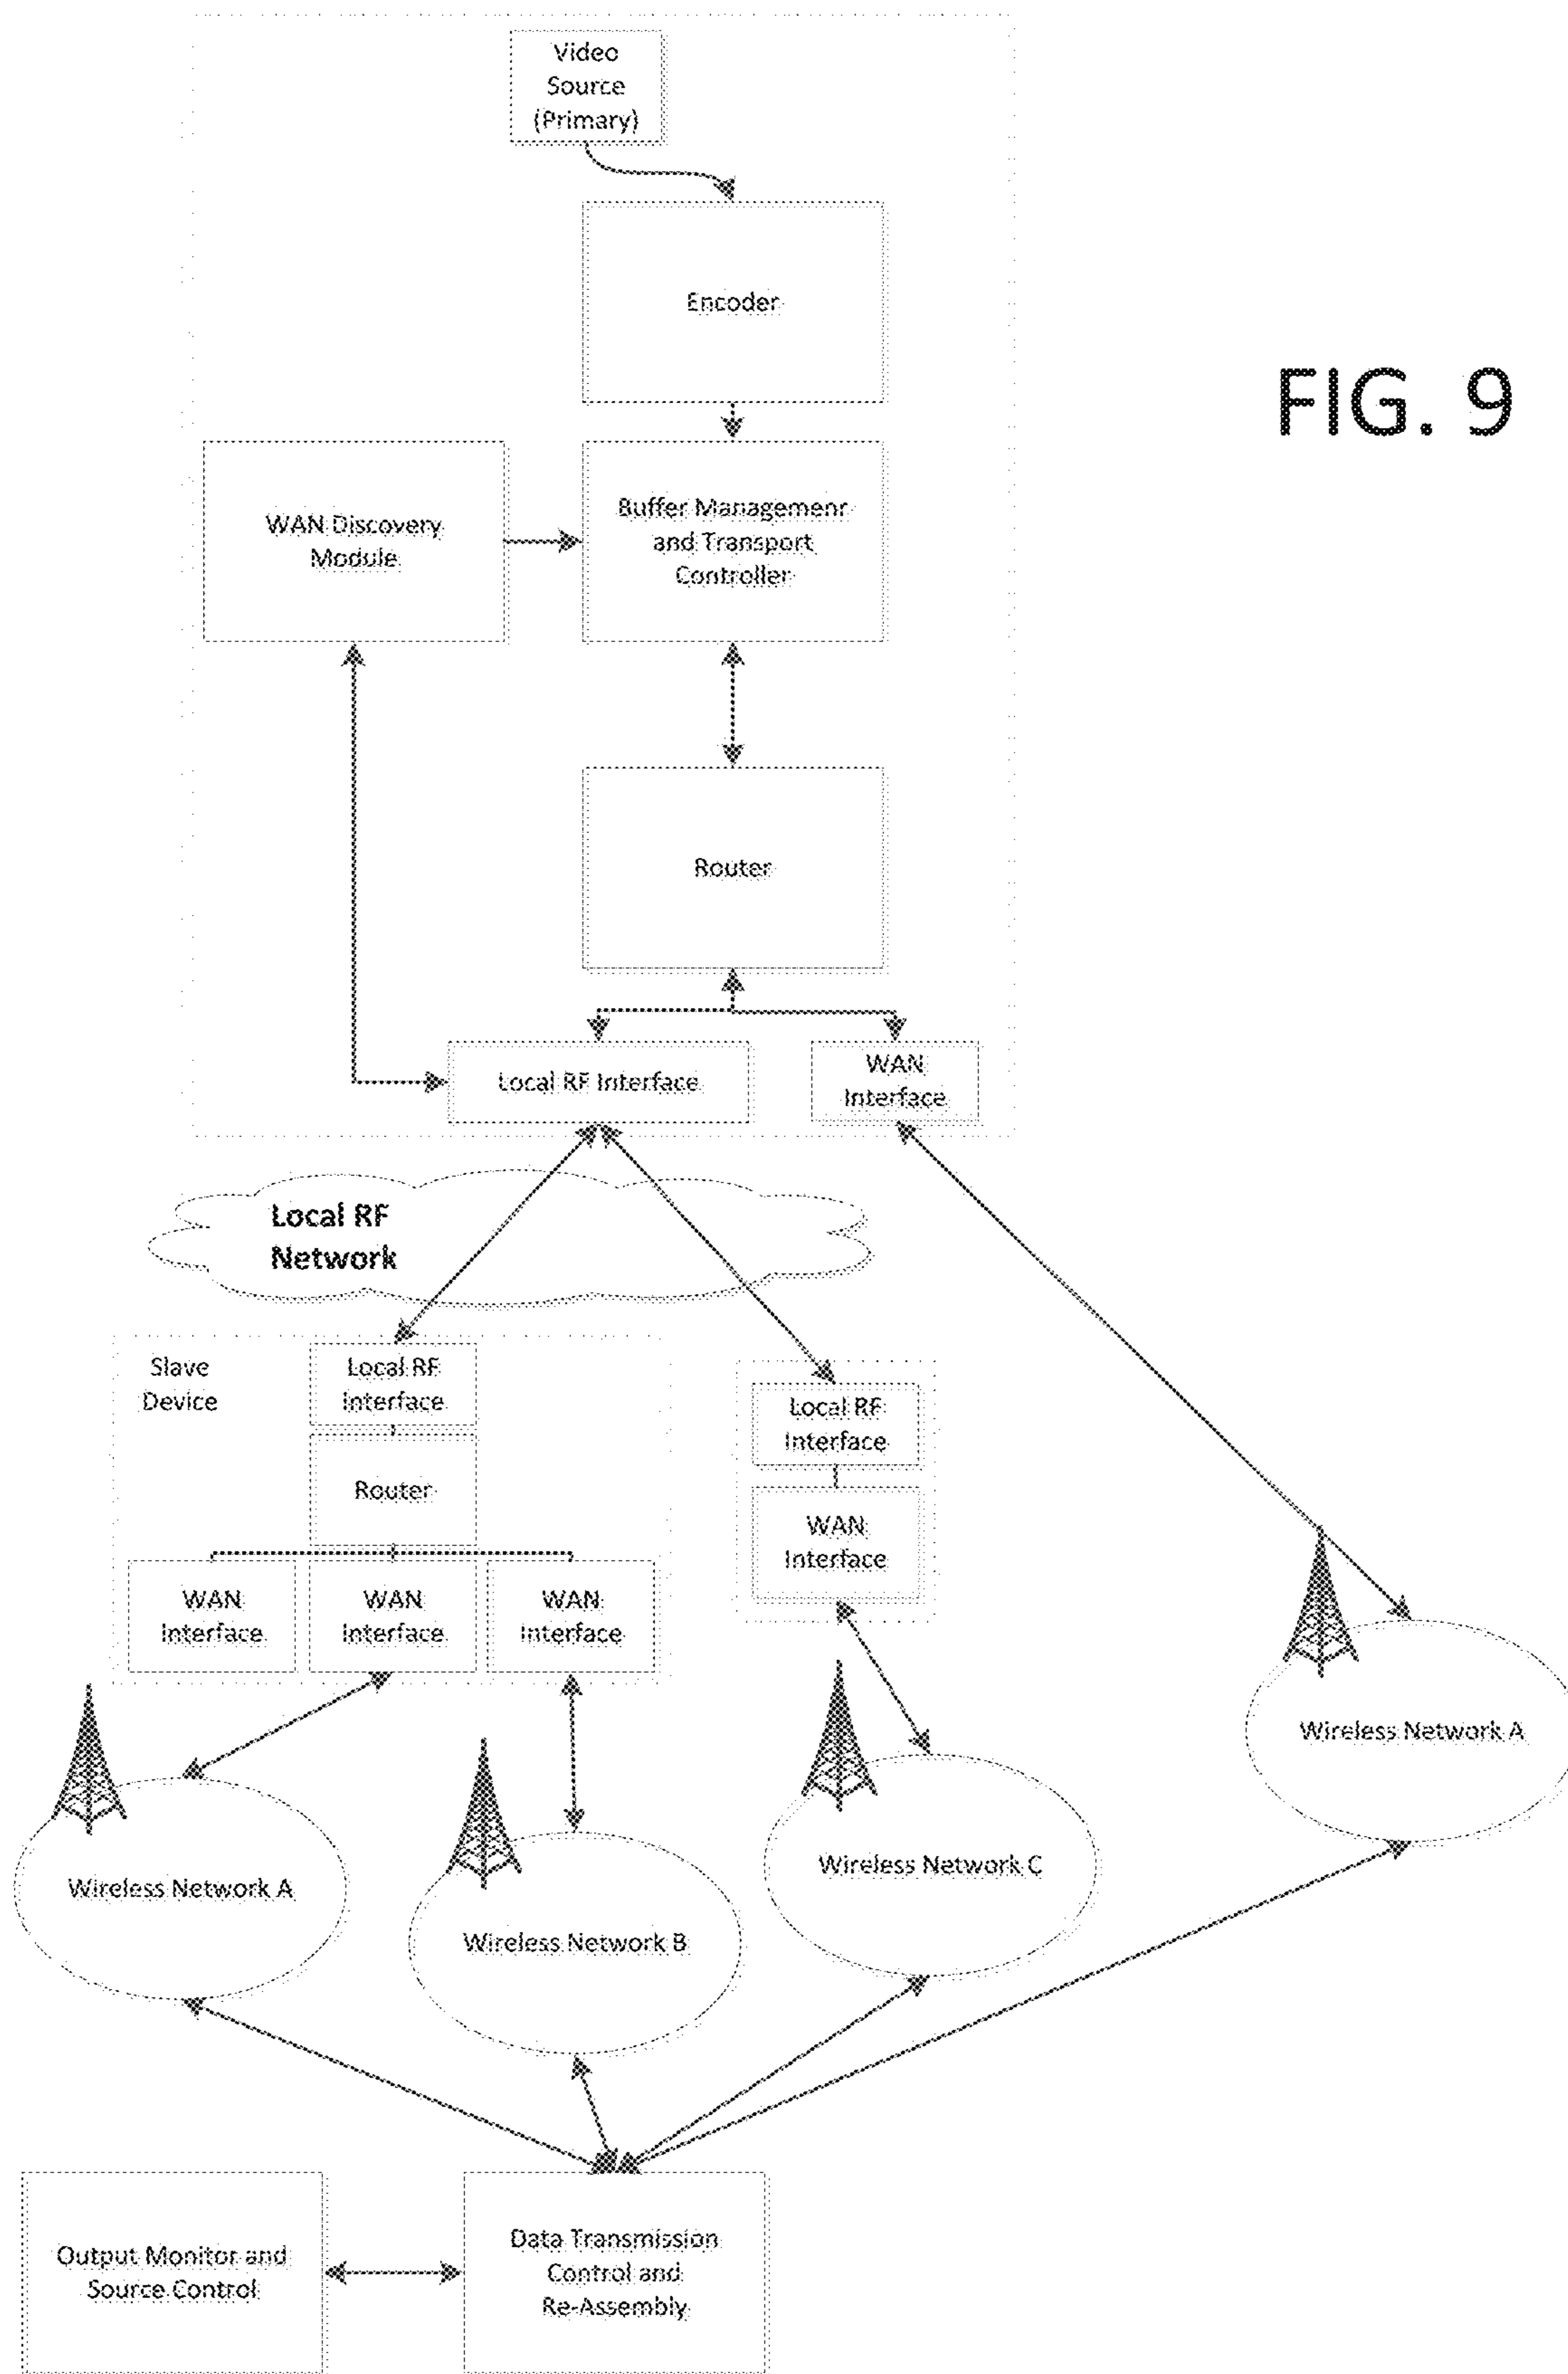 Video
Source
(Primary)
Encoder
FIG. 9
WAN Discovery
Module
Buffer Managemenr
and Transport
Controller
Router
Local RF Interface
WAN
Interface
Local RF
Network
Slave
Device
Local RF
Interface
Router
WAN
Interface
WAN
Interface
WAN
Interface
Local RF
Interface
WAN
Interface
Wireless Network A
Wireless Network B
Wireless Network C
Wireless Network A
Output Monitor and
Source Control
Data Transmission
Control and
Re-Assembly